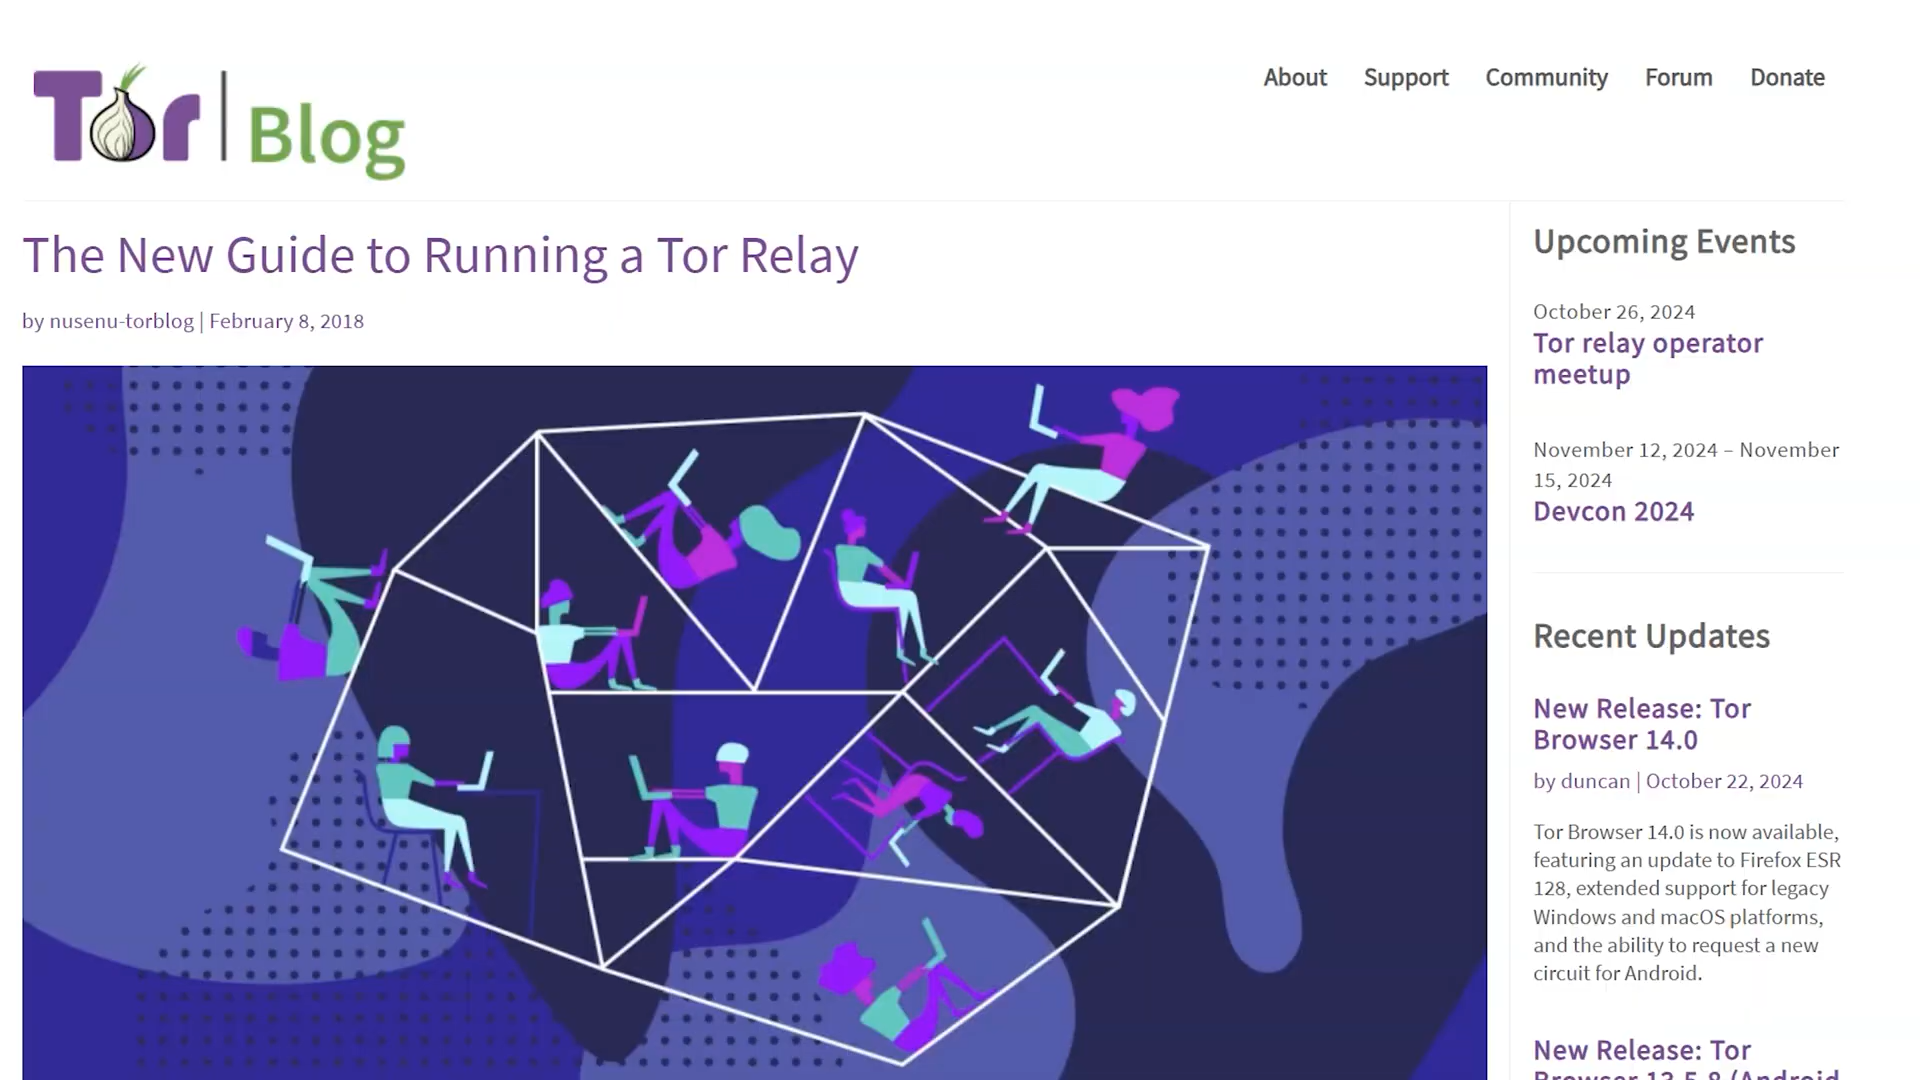 Tor | Blog
About Support Community Forum Donate
The New Guide to Running a Tor Relay
by nusenu-torblog | February 8, 2018
Upcoming Events
October 26, 2024
Tor relay operator
meetup
November 12, 2024 – November
15, 2024
Devcon 2024
Recent Updates
New Release: Tor
Browser 14.0
by duncan | October 22, 2024
Tor Browser 14.0 is now available,
featuring an update to Firefox ESR
128, extended support for legacy
Windows and macOS platforms,
and the ability to request a new
circuit for Android.
New Release: Tor
Browser 13.5.8 (Android